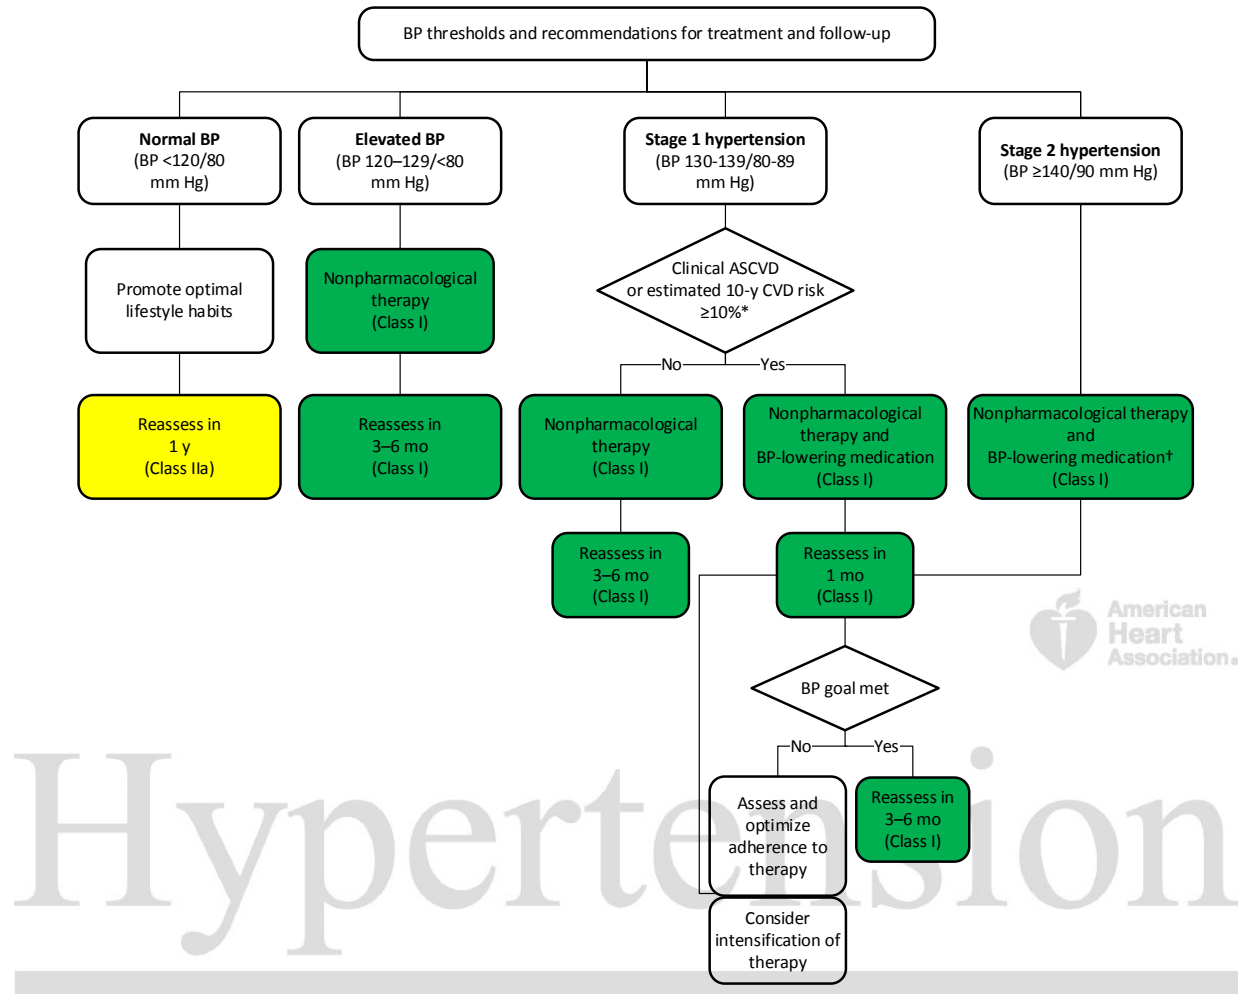 BP thresholds and recommendations for treatment and follow-up
Normal BP
(BP <120/80
mm Hg)
Elevated BP
(BP 120–129/<80
mm Hg)
Stage 1 hypertension
(BP 130-139/80-89
mm Hg)
Stage 2 hypertension
(BP ≥140/90 mm Hg)
Promote optimal
lifestyle habits
Nonpharmacological
therapy
(Class I)
Clinical ASCVD
or estimated 10-y CVD risk
≥10%*
No
Yes
Reassess in
1 y
(Class IIa)
Reassess in
3–6 mo
(Class I)
Nonpharmacological
therapy
(Class I)
Nonpharmacological
therapy and
BP-lowering medication
(Class I)
Nonpharmacological therapy
and
BP-lowering medication†
(Class I)
Reassess in
3–6 mo
(Class I)
Reassess in
1 mo
(Class I)
American
Heart
Association.
BP goal met
No
Yes
Assess and
optimize
adherence to
therapy
Reassess in
3–6 mo
(Class I)
Hypertension
Consider
intensification of
therapy